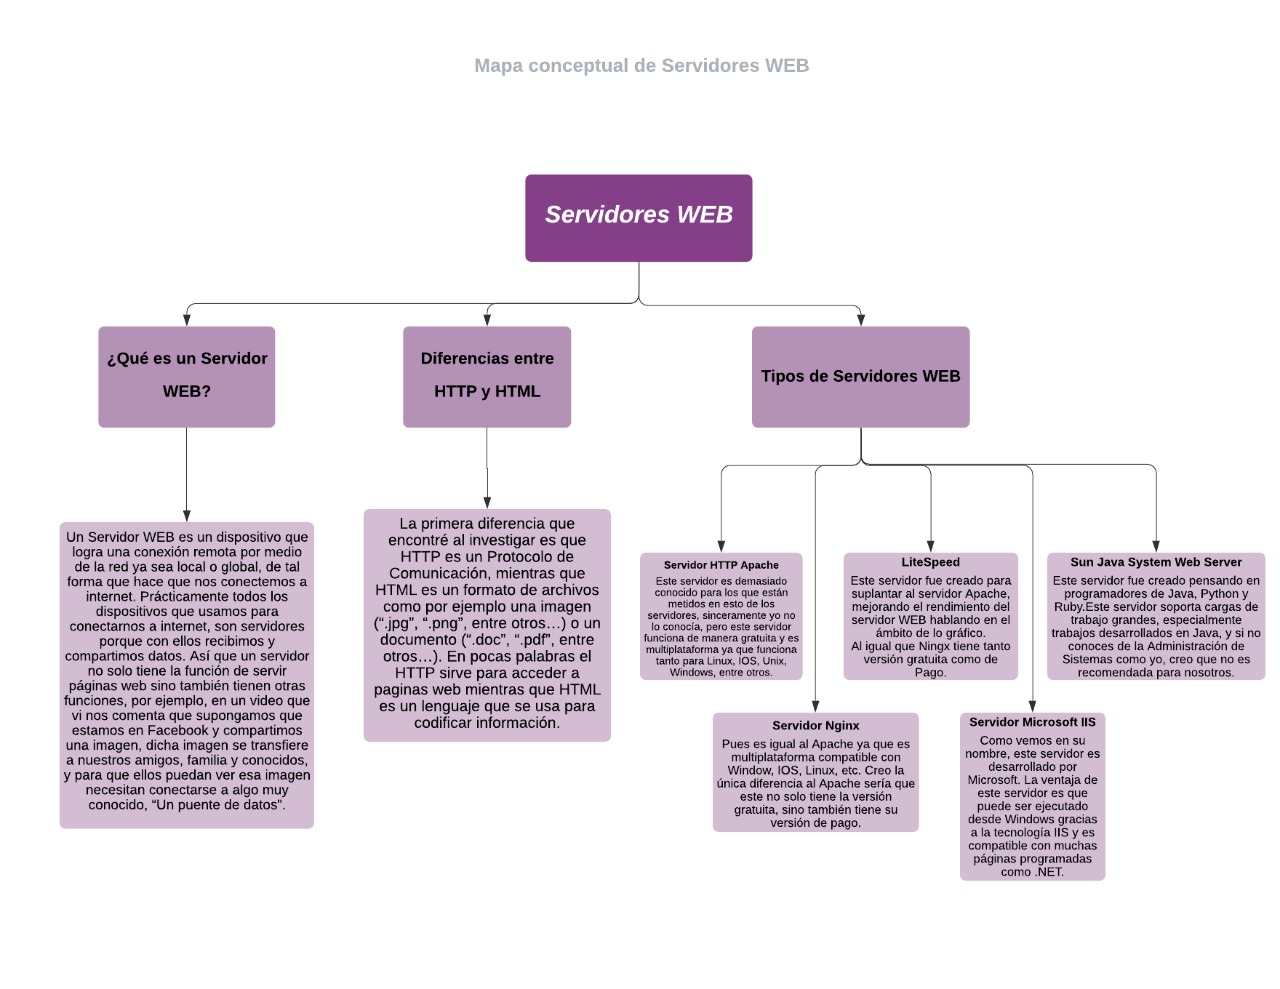 Mapa conceptual de Servidores WEB
Servidores WEB
¿Qué es un Servidor
WEB?
Diferencias entre
HTTP y HTML
Tipos de Servidores WEB
Un Servidor WEB es un dispositivo que
logra una conexión remota por medio
de la red ya sea local o global, de tal
forma que hace que nos conectemos a
internet. Prácticamente todos los
dispositivos que usamos para
conectarnos a internet, son servidores
porque con ellos recibimos y
compartimos datos. Así que un servidor
no solo tiene la función de servir
páginas web sino también tienen otras
funciones, por ejemplo, en un video que
vi nos comenta que supongamos que
estamos en Facebook y compartimos
una imagen, dicha imagen se transfiere
a nuestros amigos, familia y conocidos,
y para que ellos puedan ver esa imagen
necesitan conectarse a algo muy
conocido, “Un puente de datos”.
La primera diferencia que
encontré al investigar es que
HTTP es un Protocolo de
Comunicación, mientras que
HTML es un formato de archivos
como por ejemplo una imagen
(“.jpg”, “.png”, entre otros…) o un
documento (“.doc”, “.pdf”, entre
otros…). En pocas palabras el
HTTP sirve para acceder a
paginas web mientras que HTML
es un lenguaje que se usa para
codificar información.
Servidor HTTP Apache
Este servidor es demasiado
conocido para los que están
metidos en esto de los
servidores, sinceramente yo no
lo conocía, pero este servidor
funciona de manera gratuita y es
multiplataforma ya que funciona
tanto para Linux, IOS, Unix,
Windows, entre otros.
LiteSpeed
Este servidor fue creado para
suplantar al servidor Apache,
mejorando el rendimiento del
servidor WEB hablando en el
ámbito de lo gráfico.
Al igual que Ningx tiene tanto
versión gratuita como de
Pago.
Sun Java System Web Server
Este servidor fue creado pensando en
programadores de Java, Python y
Ruby.Este servidor soporta cargas de
trabajo grandes, especialmente
trabajos desarrollados en Java, y si no
conoces de la Administración de
Sistemas como yo, creo que no es
recomendada para nosotros.
Servidor Nginx
Pues es igual al Apache ya que es
multiplataforma compatible con
Window, IOS, Linux, etc. Creo la
única diferencia al Apache sería que
este no solo tiene la versión
gratuita, sino también tiene su
versión de pago.
Servidor Microsoft IIS
Como vemos en su
nombre, este servidor es
desarrollado por
Microsoft. La ventaja de
este servidor es que
puede ser ejecutado
desde Windows gracias
a la tecnología IIS y es
compatible con muchas
páginas programadas
como .NET.